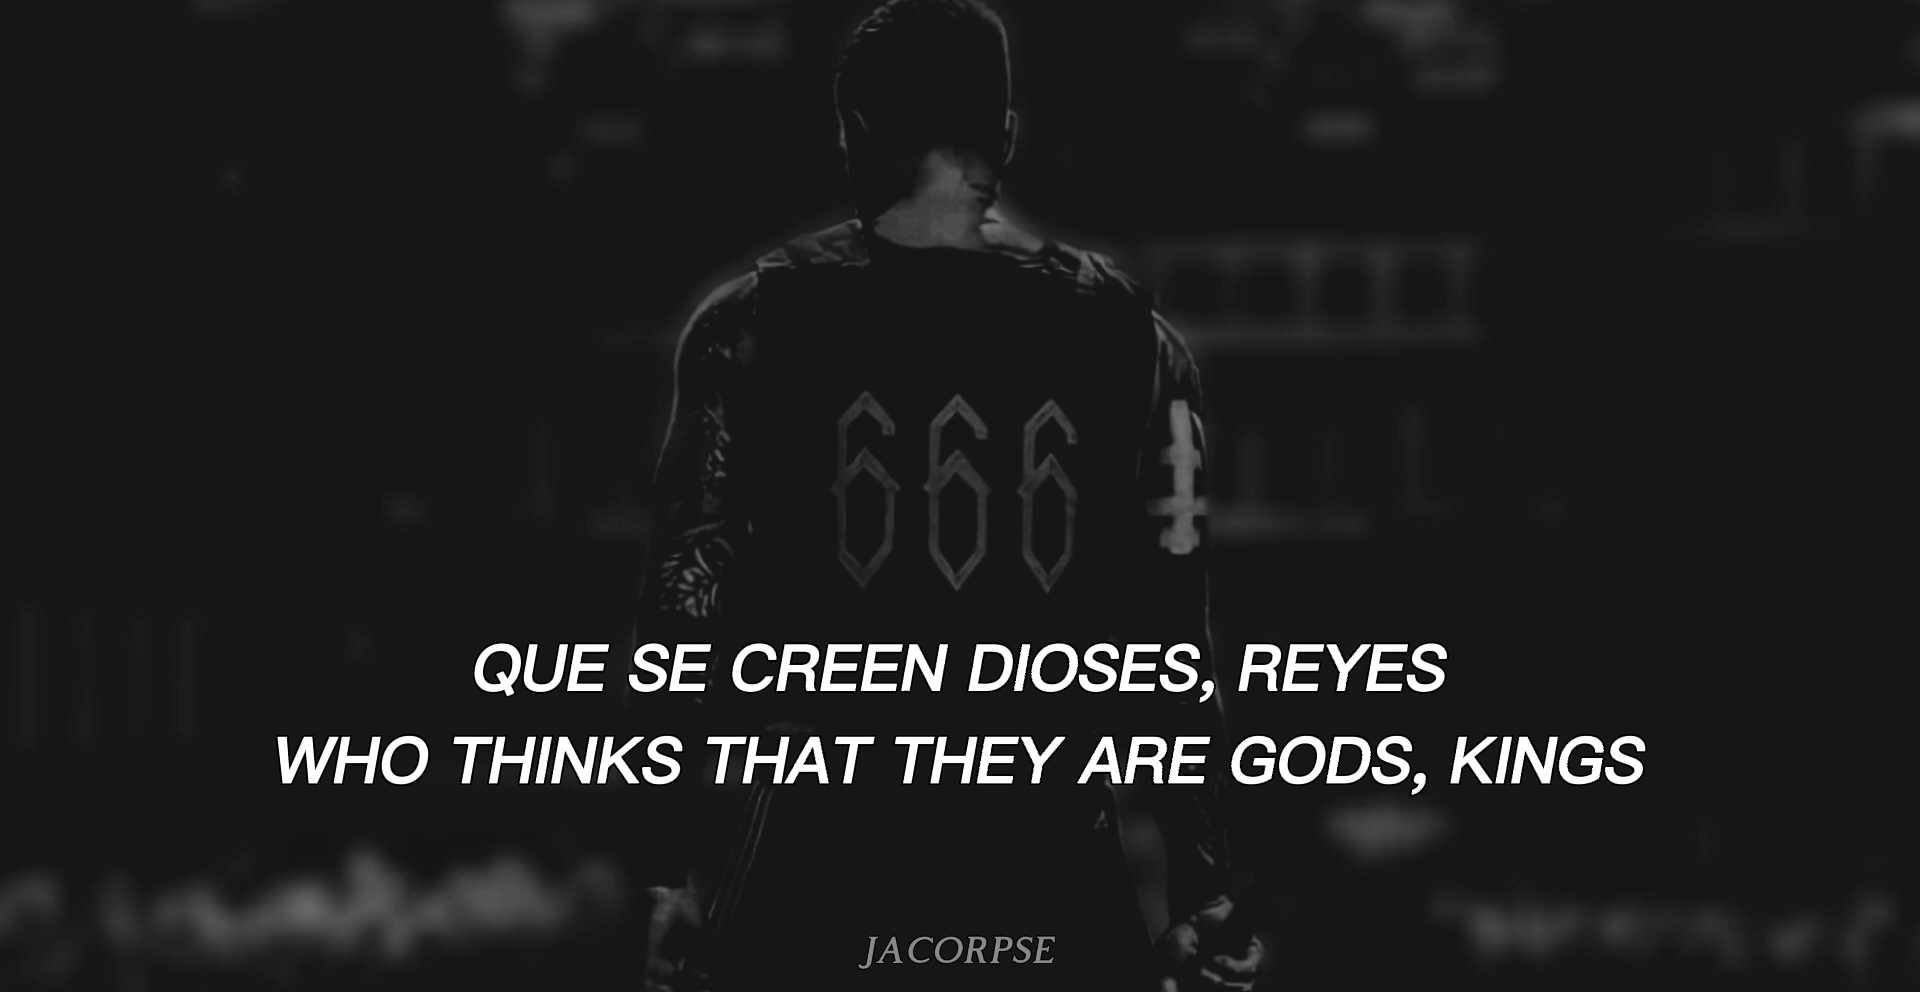 666
QUE SE CREEN DIOSES, REYES
WHO THINKS THAT THEY ARE GODS, KINGS
JACORPSE